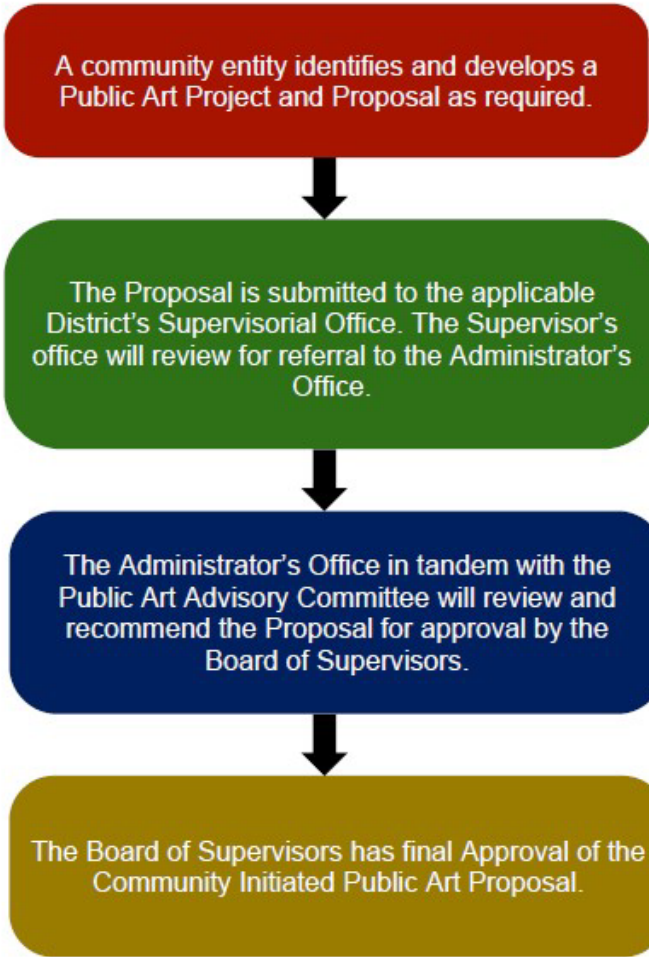 A community entity identifies and develops a
Public Art Project and Proposal as required.
The Proposal is submitted to the applicable
District's Supervisorial Office. The Supervisor's
office will review for referral to the Administrator's
Office.
The Administrator's Office in tandem with the
Public Art Advisory Committee will review and
recommend the Proposal for approval by the
Board of Supervisors.
The Board of Supervisors has final Approval of the
Community Initiated Public Art Proposal.